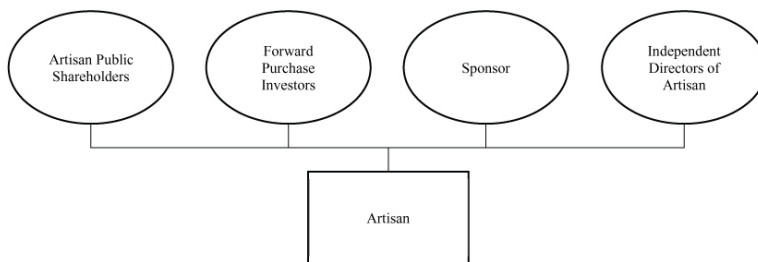 Artisan Public
Shareholders
Forward
Purchase
Investors
Sponsor
Independent
Directors of
Artisan
Artisan